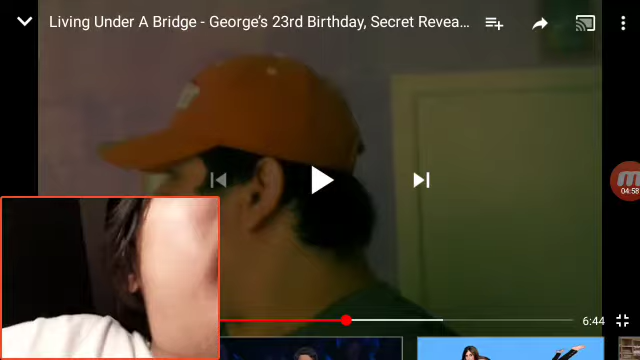 Living Under A Bridge - George’s 23rd Birthday, Secret Revea…
04:58
6:44